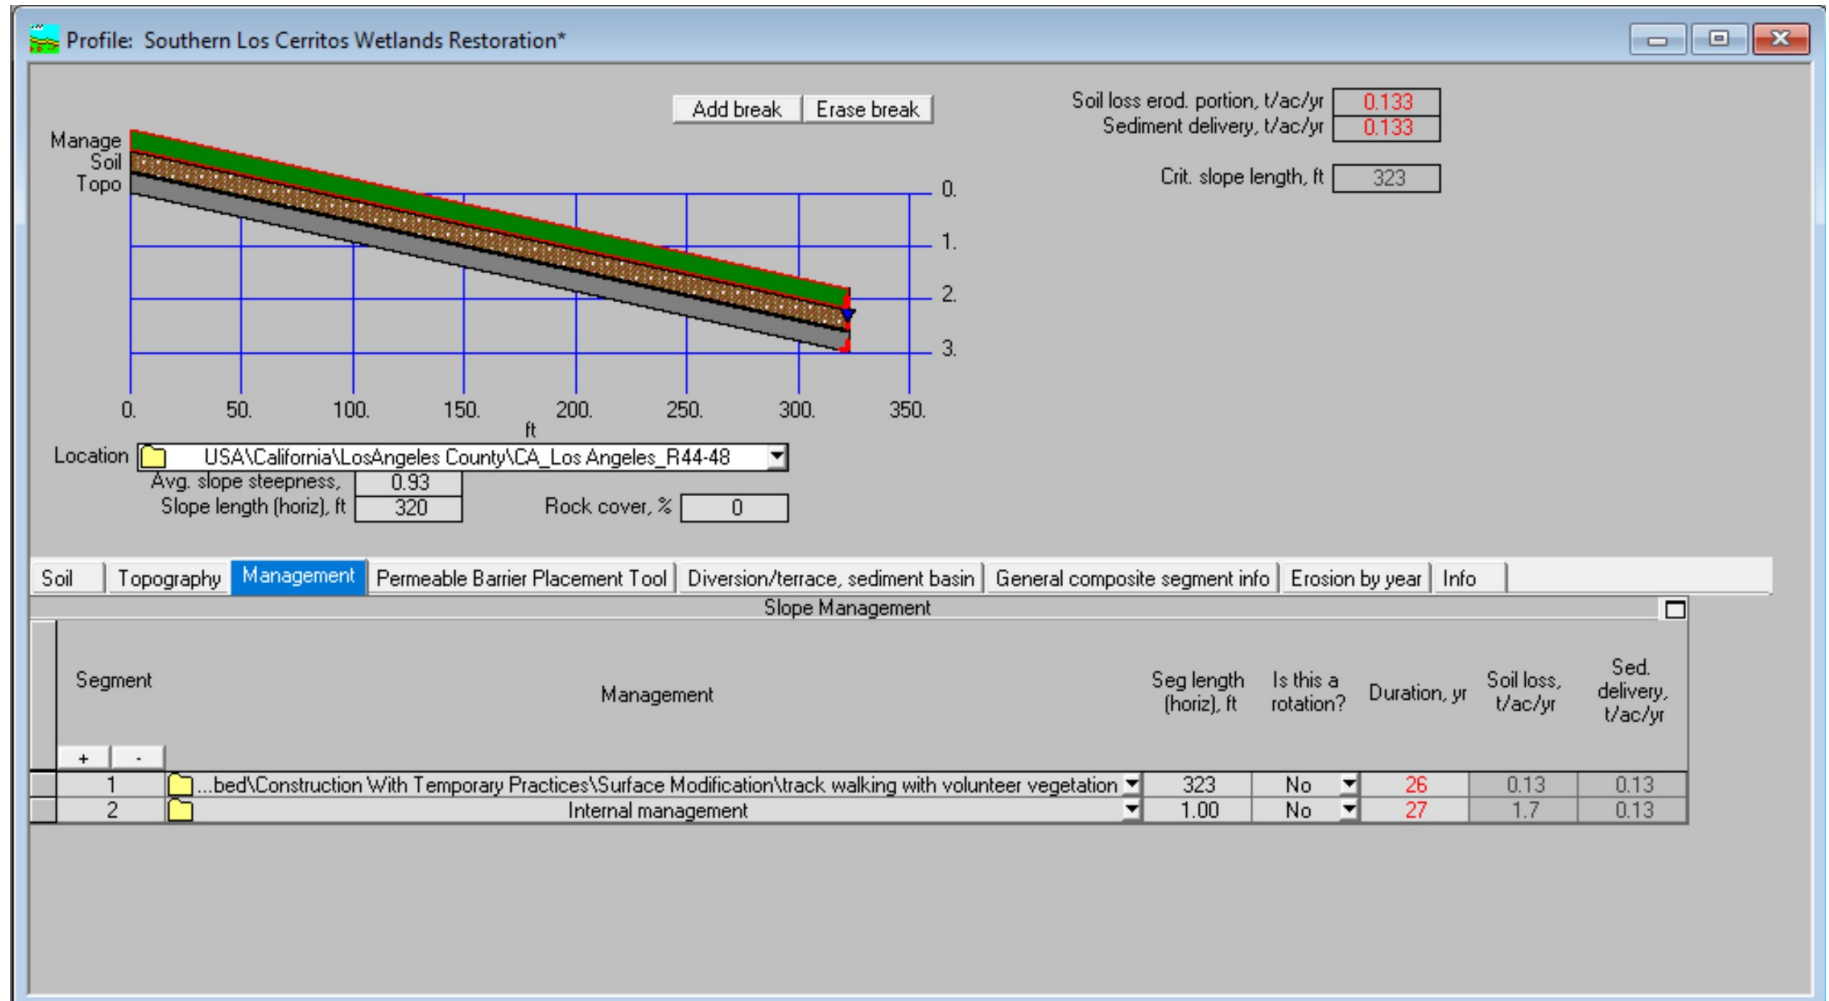 Profile: Southern Los Cerritos Wetlands Restoration*
Add break Erase break
Soil loss erod. portion, t/ac/yr 0.133
Sediment delivery, t/ac/yr 0.133
Crit. slope length, ft 323
Manage
Soil
Topo
0.
1.
2.
3.
0. 50. 100. 150. 200. 250. 300. 350.
ft
Location USA\California\LosAngeles County\CA_Los Angeles_R44-48
Avg. slope steepness, 0.93
Slope length (horiz), ft 320 Rock cover, % 0
Soil Topography Management Permeable Barrier Placement Tool Diversion/terrace, sediment basin General composite segment info Erosion by year Info
Slope Management
Segment Management Seg length (horiz), ft Is this a rotation? Duration, yr Soil loss, t/ac/yr Sed. delivery, t/ac/yr
+ -
1 ...bed\Construction With Temporary Practices\Surface Modification\track walking with volunteer vegetation 323 No 26 0.13 0.13
2 Internal management 1.00 No 27 1.7 0.13